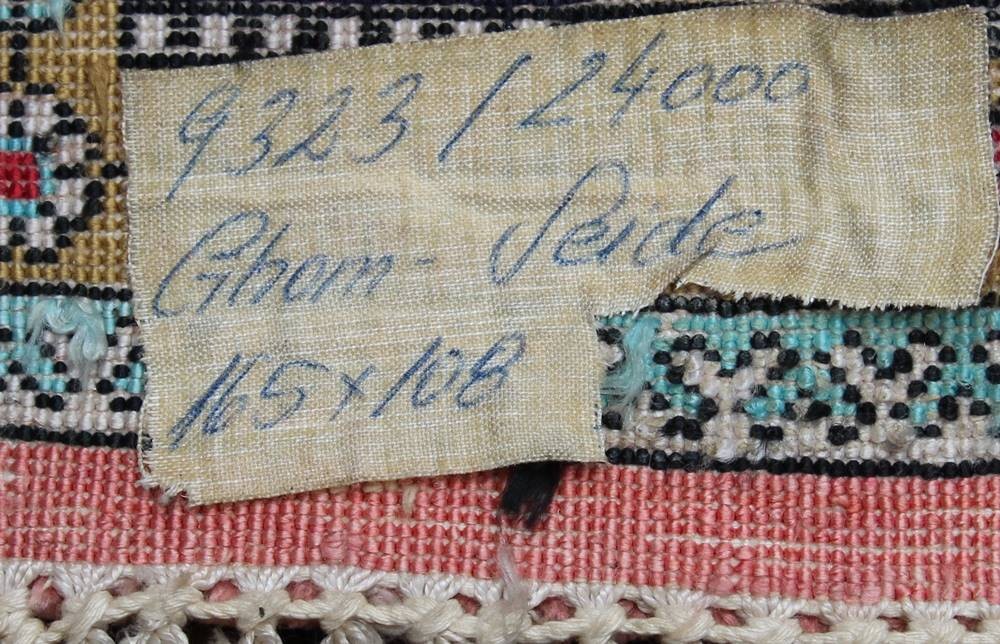 9323 / 24000
Ghom - Seide
165 x 108